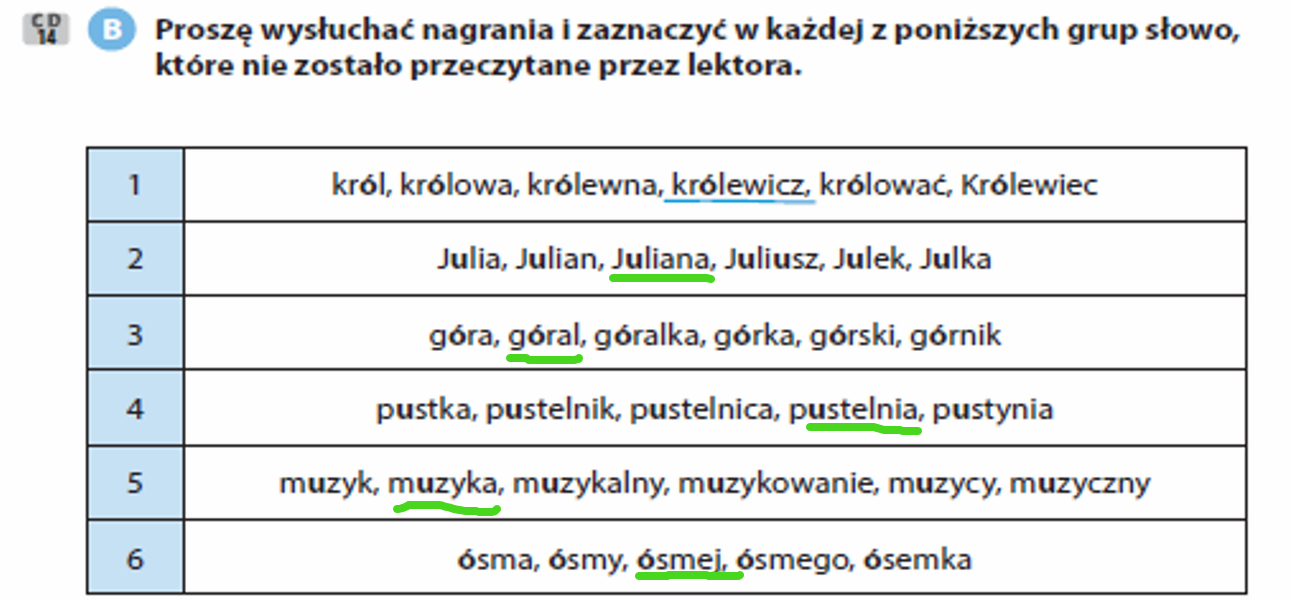 CD
14
B
Proszę wysłuchać nagrania i zaznaczyć w każdej z poniższych grup słowo,
które nie zostało przeczytane przez lektora.
1 król, królowa, królewna, królewicz, królować, Królewiec
2 Julia, Julian, Juliana, Juliusz, Julek, Julka
3 góra, góral, góralka, górka, górski, górnik
4 pustka, pustelnik, pustelnica, pustelnia, pustynia
5 muzyk, muzyka, muzykalny, muzykowanie, muzycy, muzyczny
6 ósma, ósmy, ósmej, ósmego, ósemka